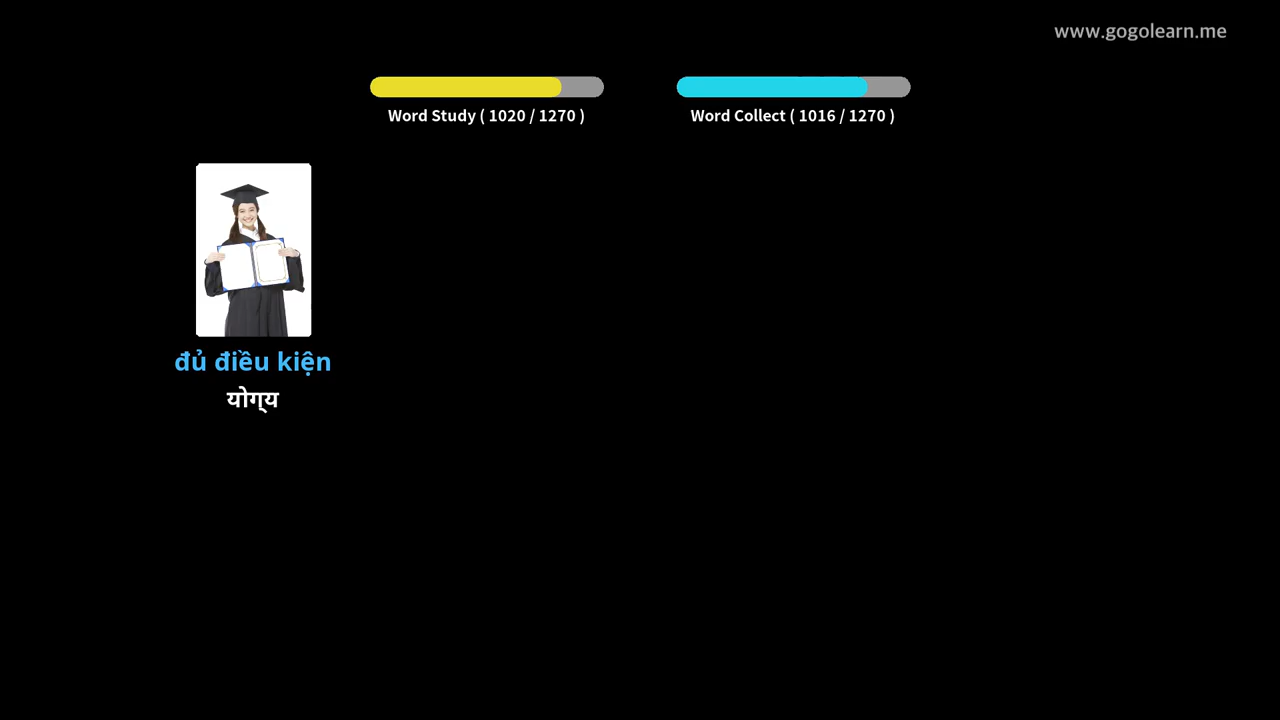 www.gogolearn.me
Word Study ( 1020 / 1270 )
Word Collect ( 1016 / 1270 )
đủ điều kiện
योग्य